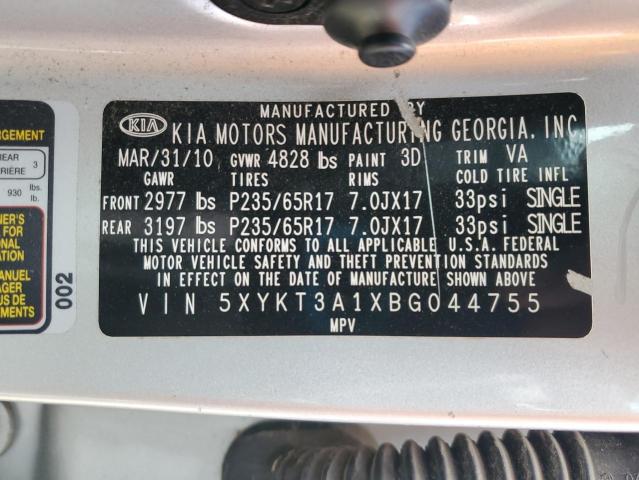 MANUFACTURED BY
KIA KIA MOTORS MANUFACTURING GEORGIA, INC.
MAR/31/10 GVWR 4828 lbs PAINT 3D TRIM VA
GAWR TIRES RIMS COLD TIRE INFL
FRONT 2977 lbs P235/65R17 7.0JX17 33psi SINGLE
REAR 3197 lbs P235/65R17 7.0JX17 33psi SINGLE
THIS VEHICLE CONFORMS TO ALL APPLICABLE U.S.A. FEDERAL
MOTOR VEHICLE SAFETY AND THEFT PREVENTION STANDARDS
IN EFFECT ON THE DATE OF MANUFACTURE SHOWN ABOVE
VIN 5XYKT3A1XBG044755
MPV
002
REAR 3
930 lbs.
lb.
MANUEL